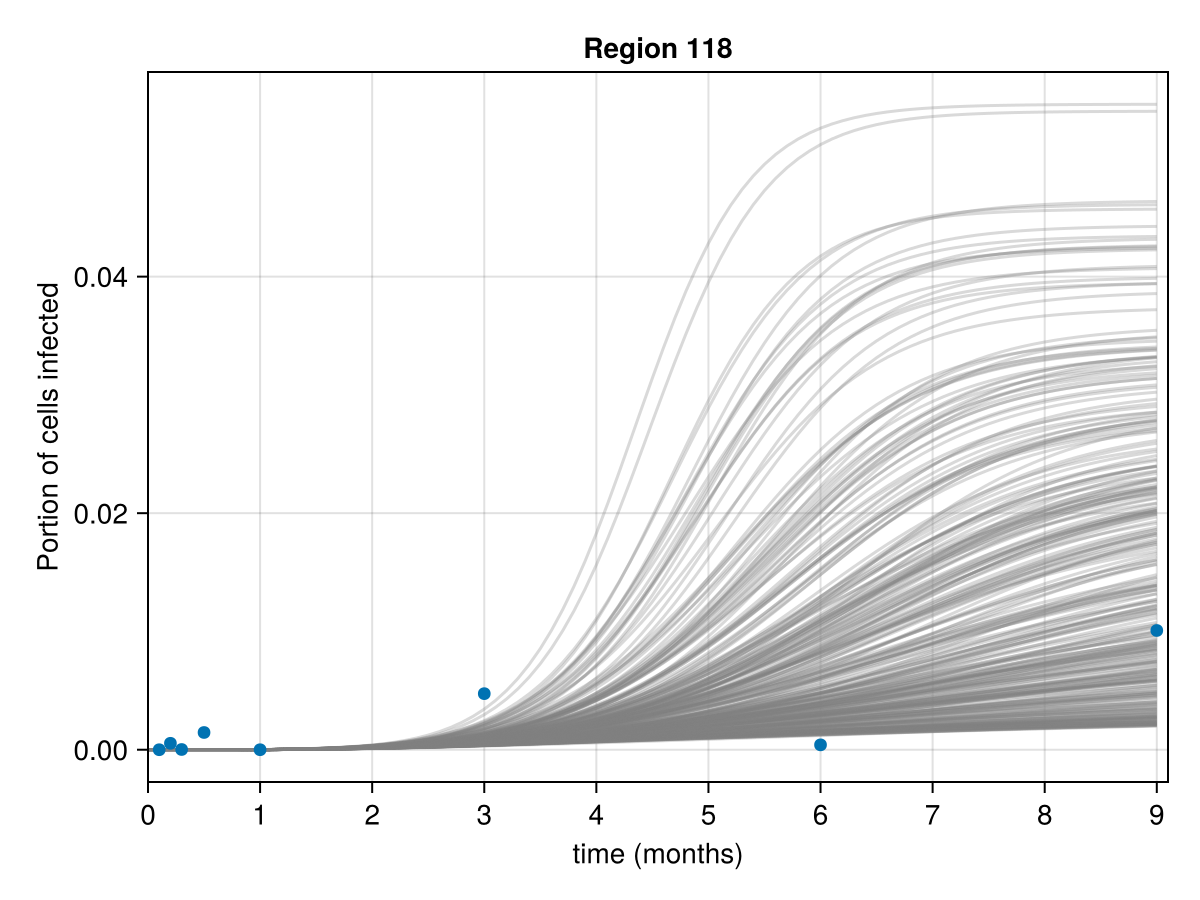 Region 118
Portion of cells infected
0.04
0.02
0.00
0 1 2 3 4 5 6 7 8 9
time (months)